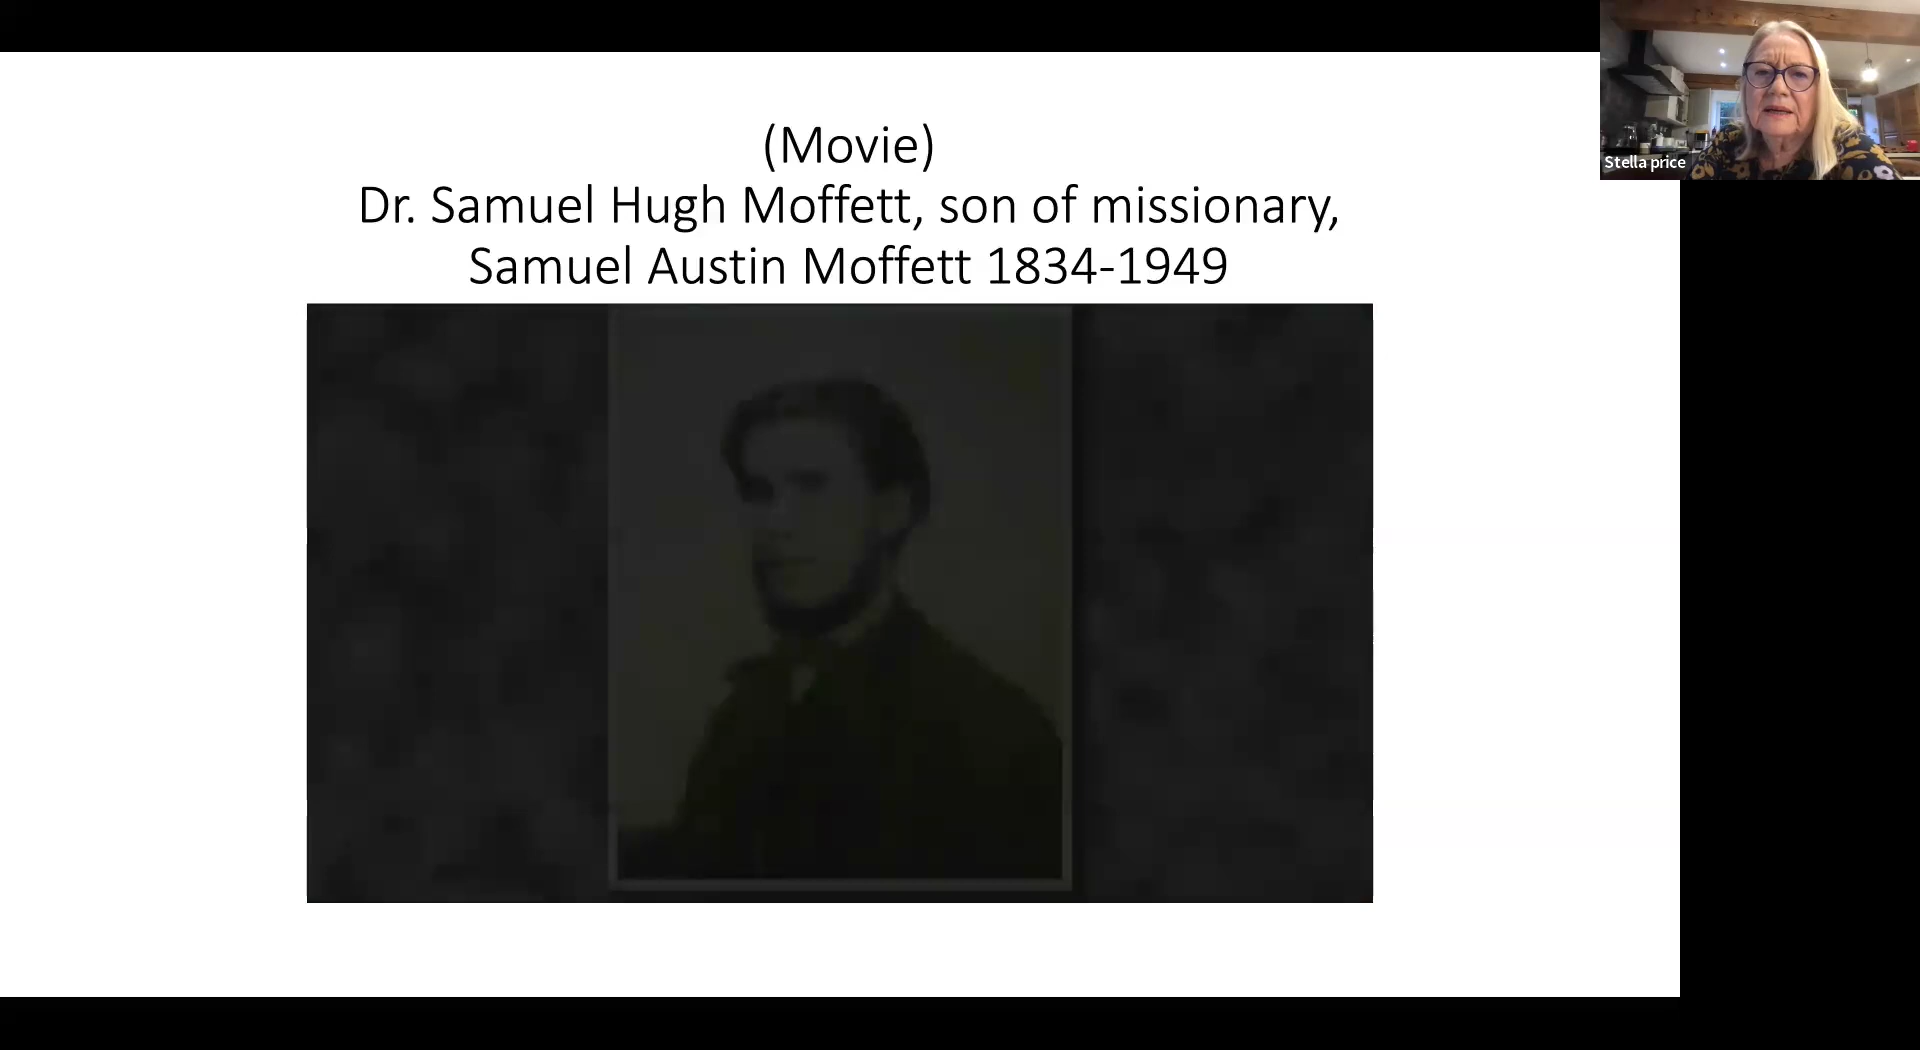 (Movie)
Dr. Samuel Hugh Moffett, son of missionary,
Samuel Austin Moffett 1834-1949
Stella price